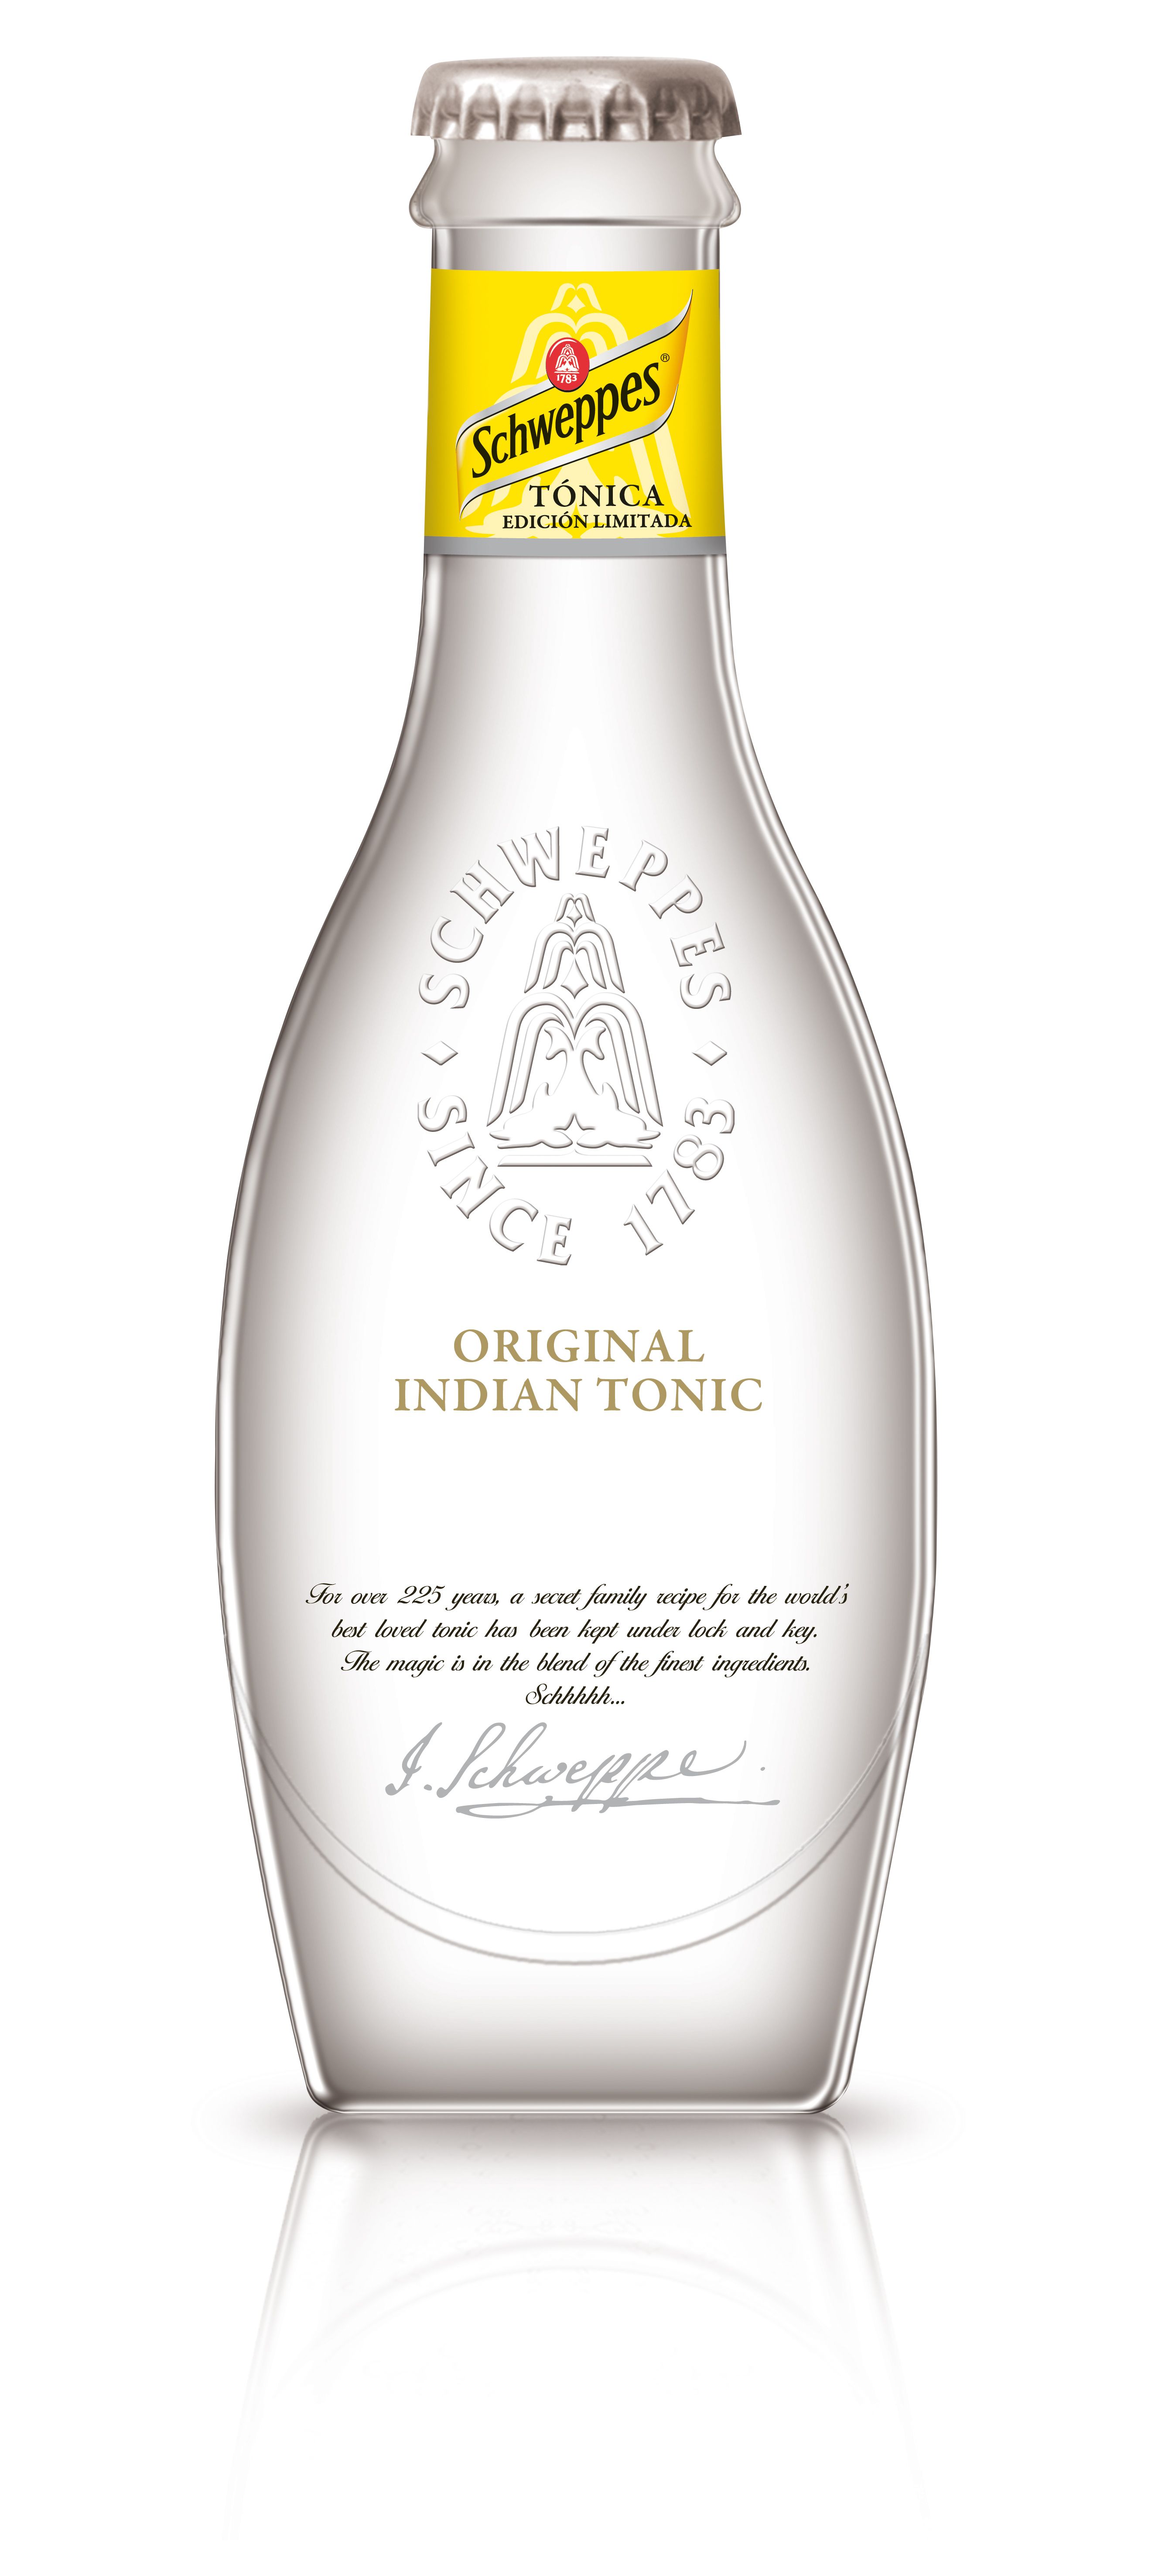 1783
Schweppes®
TÓNICA
EDICIÓN LIMITADA
SCHWEPPES
SINCE 1783
ORIGINAL
INDIAN TONIC
For over 225 years, a secret family recipe for the world's
best loved tonic has been kept under lock and key.
The magic is in the blend of the finest ingredients.
Schhhhh...
J. Schweppe.